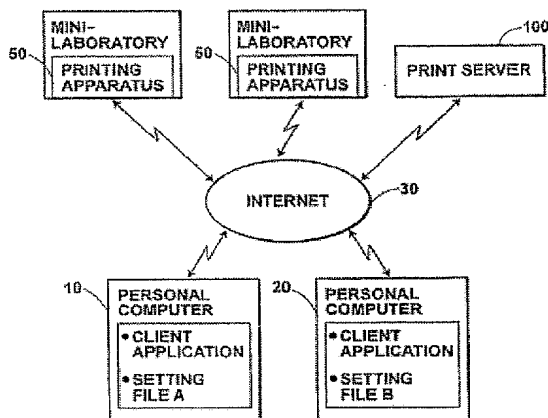 MINI-
LABORATORY
PRINTING
APPARATUS
50
MINI-
LABORATORY
PRINTING
APPARATUS
50
100
PRINT SERVER
INTERNET
30
10
PERSONAL
COMPUTER
• CLIENT
APPLICATION
• SETTING
FILE A
20
PERSONAL
COMPUTER
• CLIENT
APPLICATION
• SETTING
FILE B